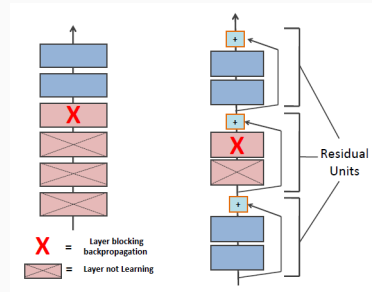 +
X
+
X
Residual
Units
+
X = Layer blocking
backpropagation
= Layer not Learning